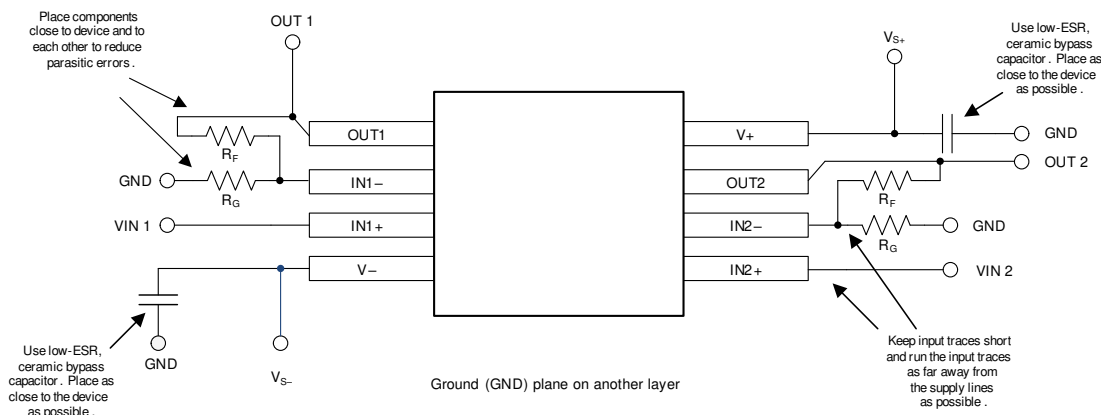 Place components
close to device and to
each other to reduce
parasitic errors .
OUT 1
VS+
Use low-ESR,
ceramic bypass
capacitor . Place as
close to the device
as possible .
OUT1
V+
GND
RF
OUT 2
GND
IN1−
OUT2
RG
RF
VIN 1
IN1+
IN2−
GND
RG
V−
IN2+
VIN 2
Use low-ESR,
ceramic bypass
capacitor . Place as
close to the device
as possible .
GND
VS−
Ground (GND) plane on another layer
Keep input traces short
and run the input traces
as far away from
the supply lines
as possible .